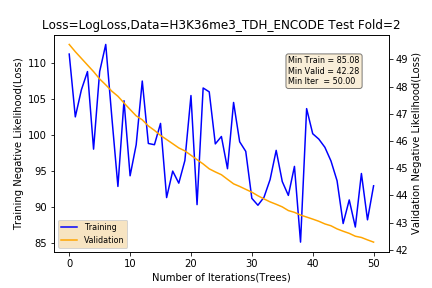 Loss=LogLoss,Data=H3K36me3_TDH_ENCODE Test Fold=2
Training Negative Likelihood(Loss)
110
105
100
95
90
85
Min Train = 85.08
Min Valid = 42.28
Min Iter  = 50.00
Training
Validation
49
48
47
46
45
44
43
42
Validation Negative Likelihood(Loss)
0
10
20
30
40
50
Number of Iterations(Trees)